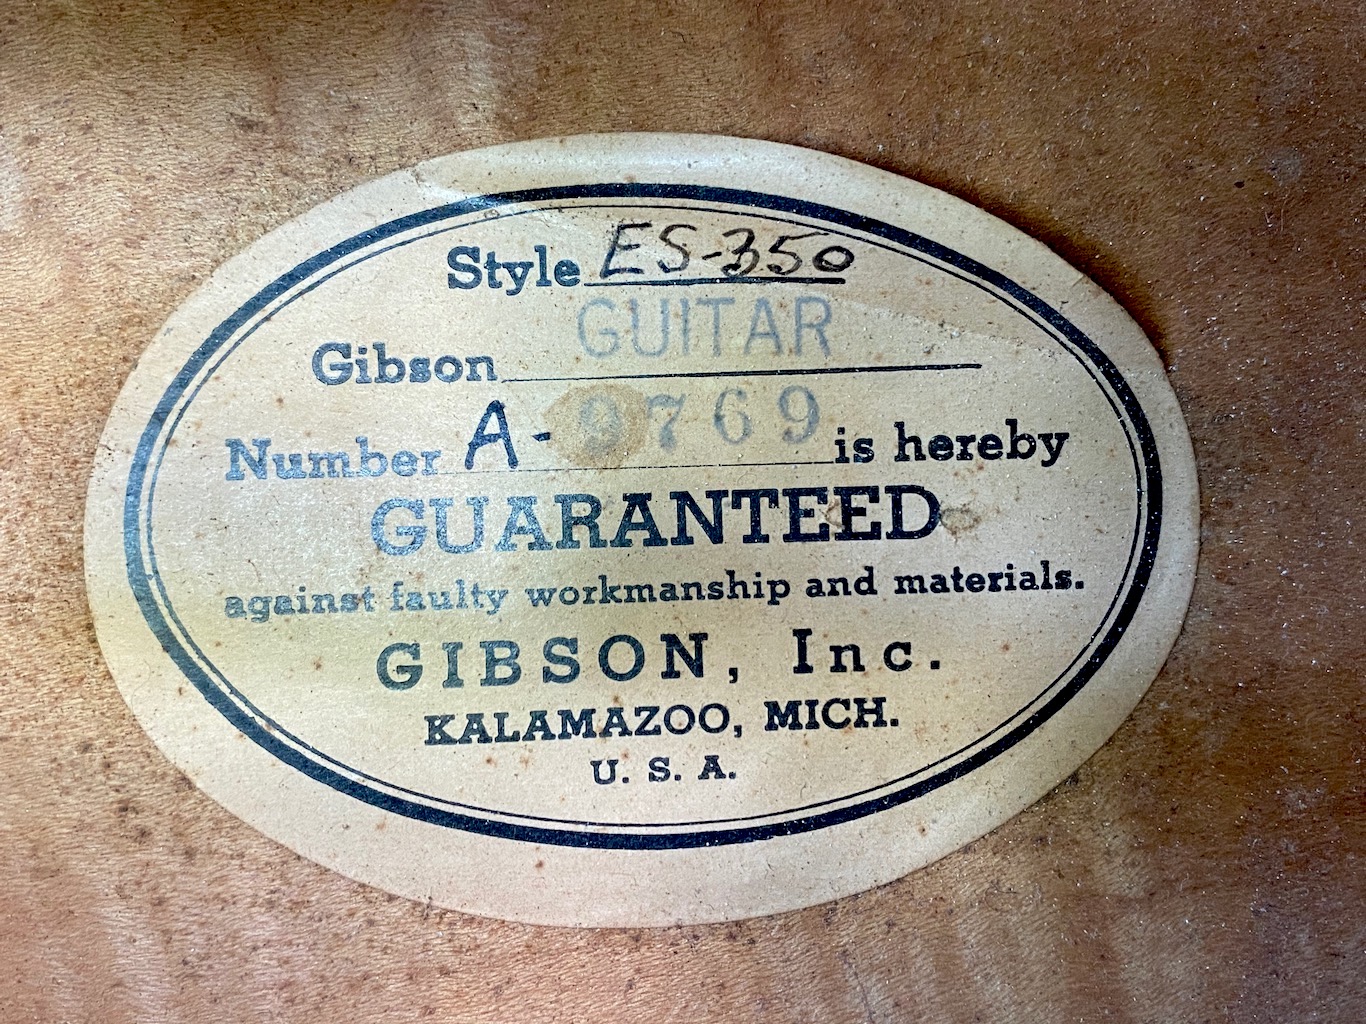 Style ES-350
GUITAR
Gibson
Number A-9769 is hereby
GUARANTEED
against faulty workmanship and materials.
GIBSON, Inc.
KALAMAZOO, MICH.
U. S. A.